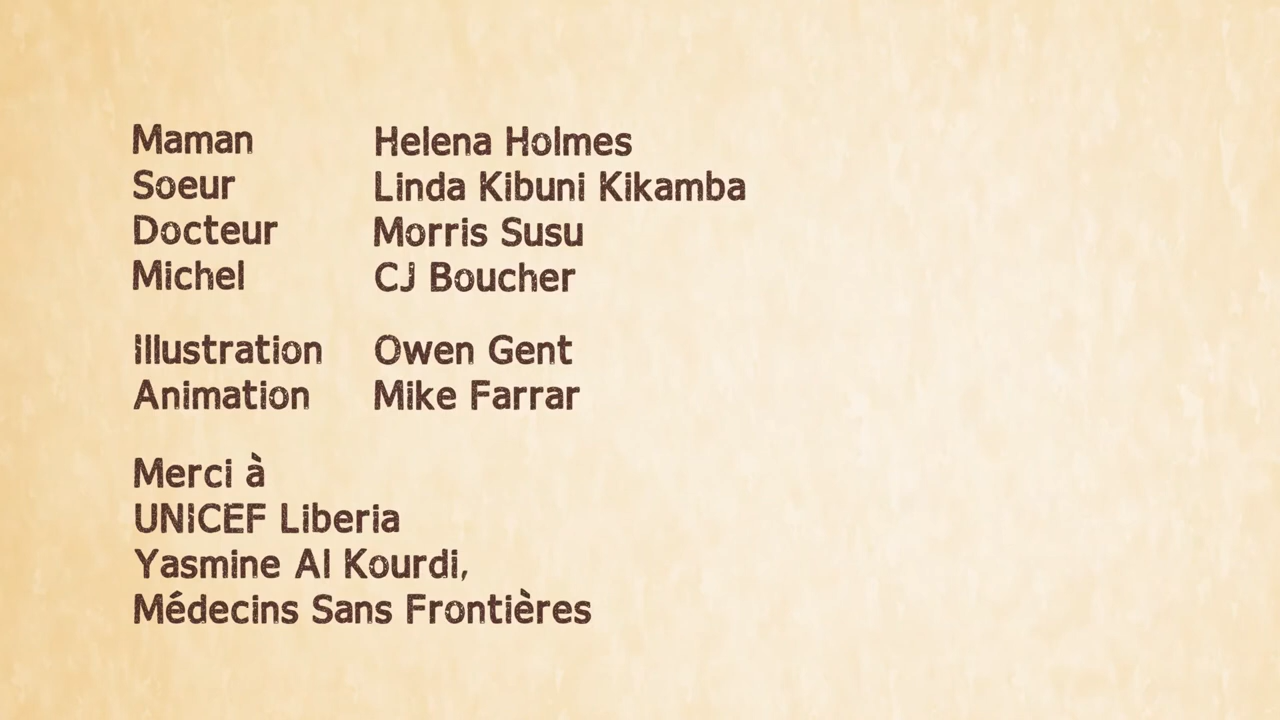 Maman Helena Holmes
Soeur Linda Kibuni Kikamba
Docteur Morris Susu
Michel CJ Boucher
Illustration Owen Gent
Animation Mike Farrar
Merci à
UNICEF Liberia
Yasmine Al Kourdi,
Médecins Sans Frontières